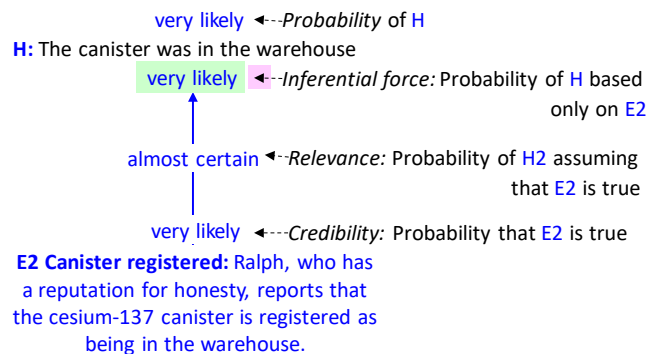 very likely Probability of H
H: The canister was in the warehouse
very likely Inferential force: Probability of H based
only on E2
almost certain Relevance: Probability of H2 assuming
that E2 is true
very likely Credibility: Probability that E2 is true
E2 Canister registered: Ralph, who has
a reputation for honesty, reports that
the cesium-137 canister is registered as
being in the warehouse.